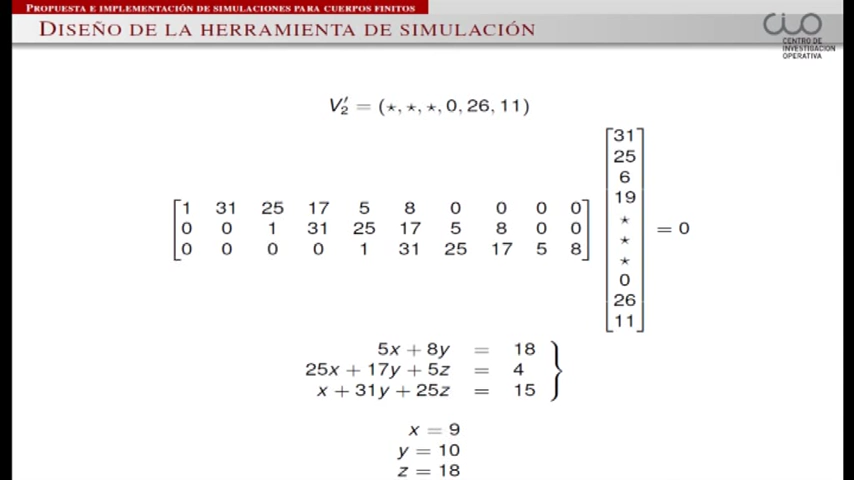 PROPUESTA E IMPLEMENTACIÓN DE SIMULACIONES PARA CUERPOS FINITOS
DISEÑO DE LA HERRAMIENTA DE SIMULACIÓN
CIO
CENTRO DE
INVESTIGACION
OPERATIVA
V₂′ = (⋆, ⋆, ⋆, 0, 26, 11)
31
25
6
19
⋆
⋆
⋆
0
26
11
1 31 25 17 5 8 0 0 0 0
0 0 1 31 25 17 5 8 0 0
0 0 0 0 1 31 25 17 5 8
= 0
5x + 8y = 18
25x + 17y + 5z = 4
x + 31y + 25z = 15
x = 9
y = 10
z = 18